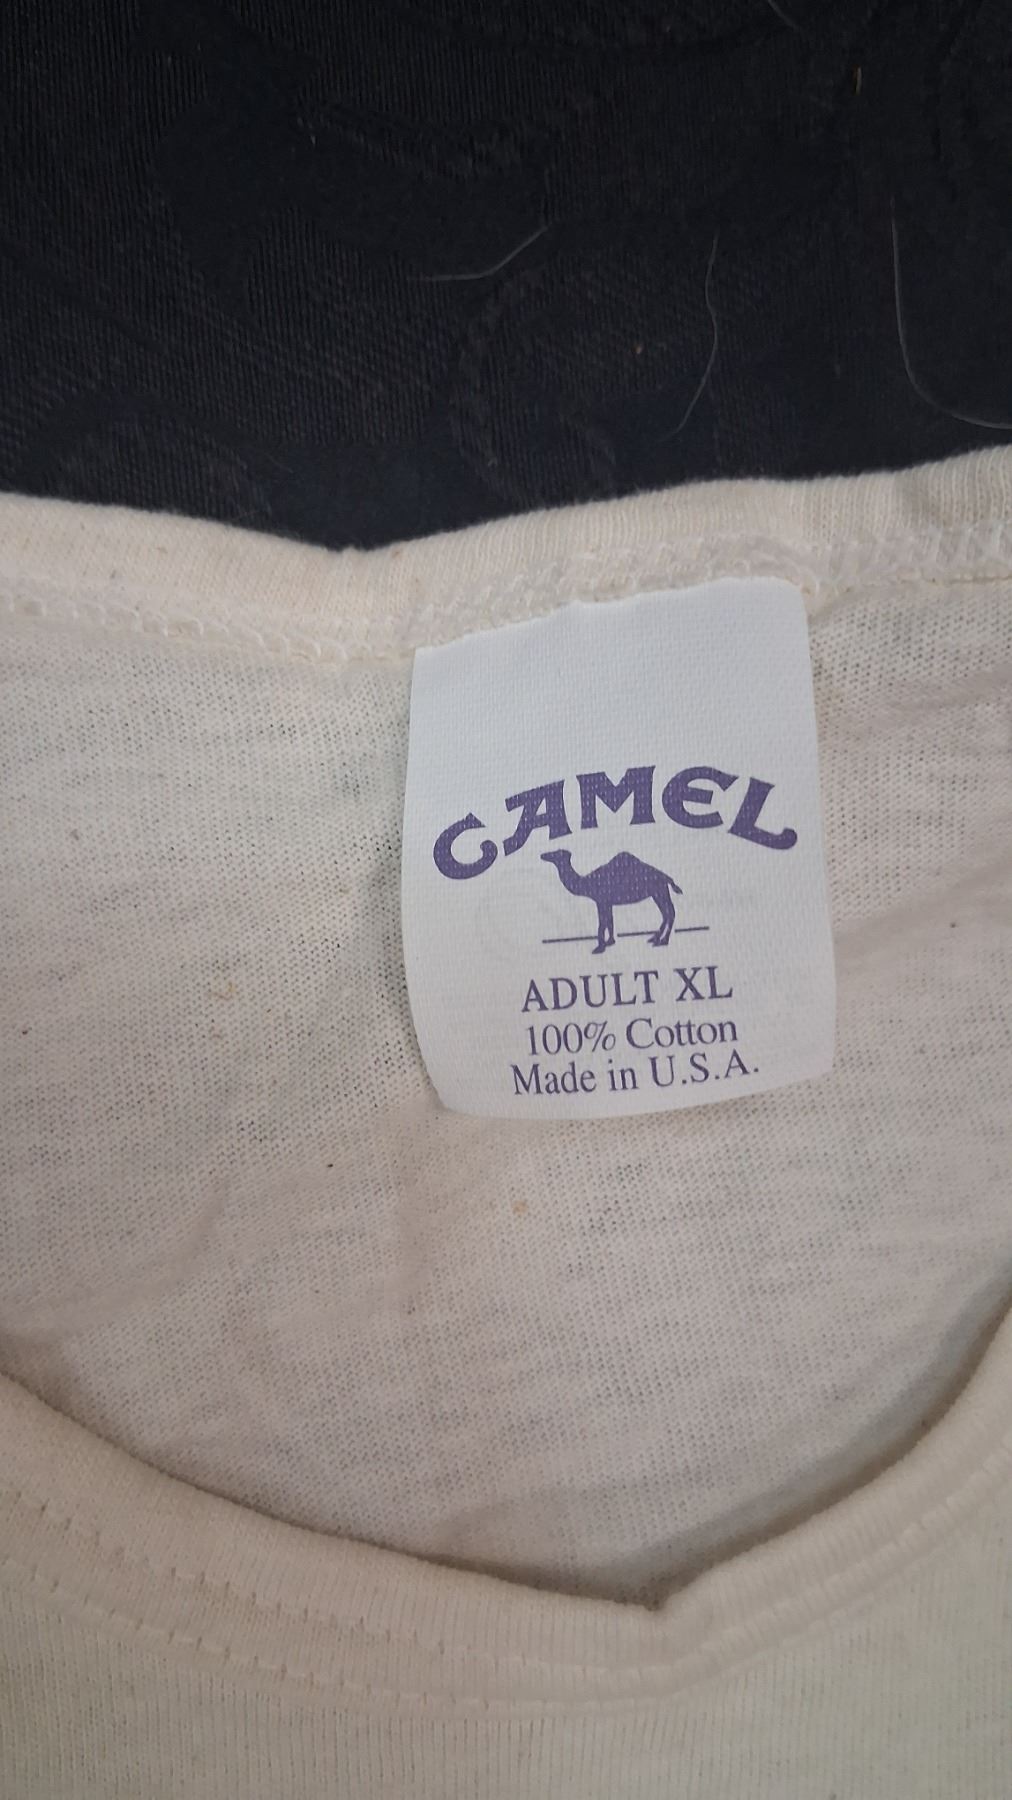 CAMEL
ADULT XL
100% Cotton
Made in U.S.A.